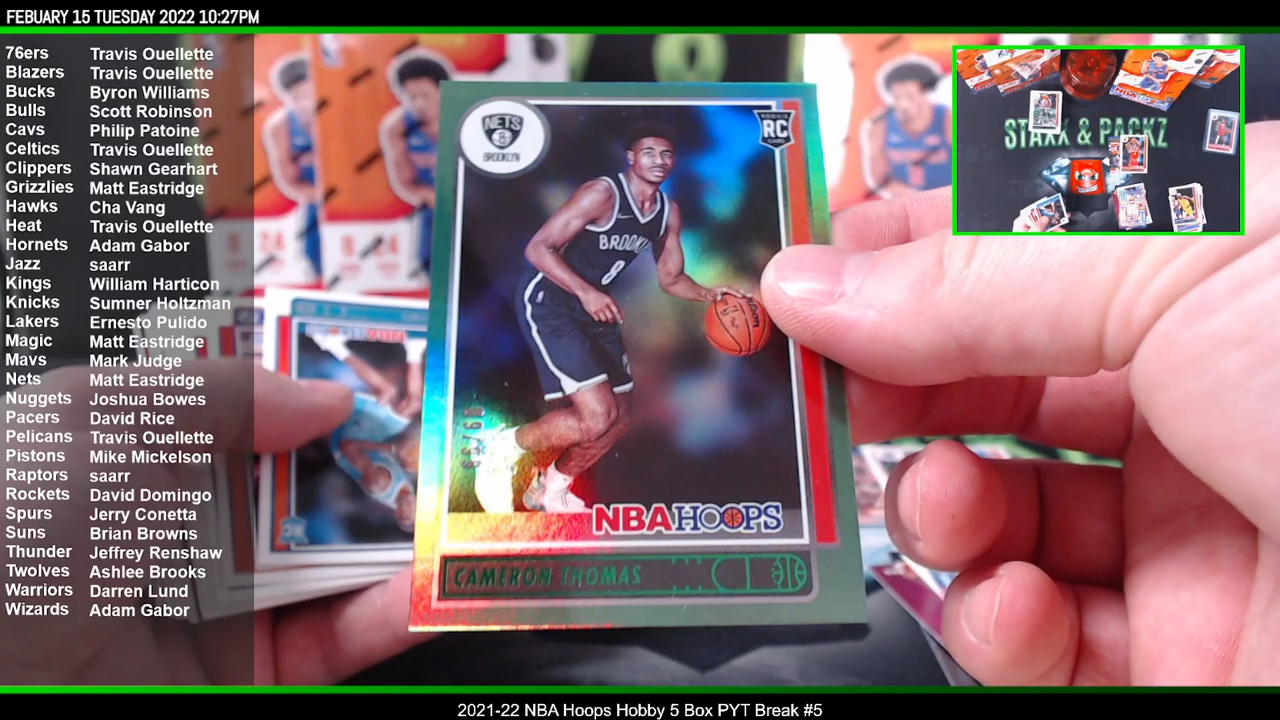 FEBUARY 15 TUESDAY 2022 10:27PM
76ers Travis Ouellette
Blazers Travis Ouellette
Bucks Byron Williams
Bulls Scott Robinson
Cavs Philip Patoine
Celtics Travis Ouellette
Clippers Shawn Gearhart
Grizzlies Matt Eastridge
Hawks Cha Vang
Heat Travis Ouellette
Hornets Adam Gabor
Jazz saarr
Kings William Harticon
Knicks Sumner Holtzman
Lakers Ernesto Pulido
Magic Matt Eastridge
Mavs Mark Judge
Nets Matt Eastridge
Nuggets Joshua Bowes
Pacers David Rice
Pelicans Travis Ouellette
Pistons Mike Mickelson
Raptors saarr
Rockets David Domingo
Spurs Jerry Conetta
Suns Brian Browns
Thunder Jeffrey Renshaw
Twolves Ashlee Brooks
Warriors Darren Lund
Wizards Adam Gabor
NETS
BROOKLYN
RC
BROOKLYN
8
NBA HOOPS
CAMERON THOMAS
STAXX & PACKZ
2021-22 NBA Hoops Hobby 5 Box PYT Break #5